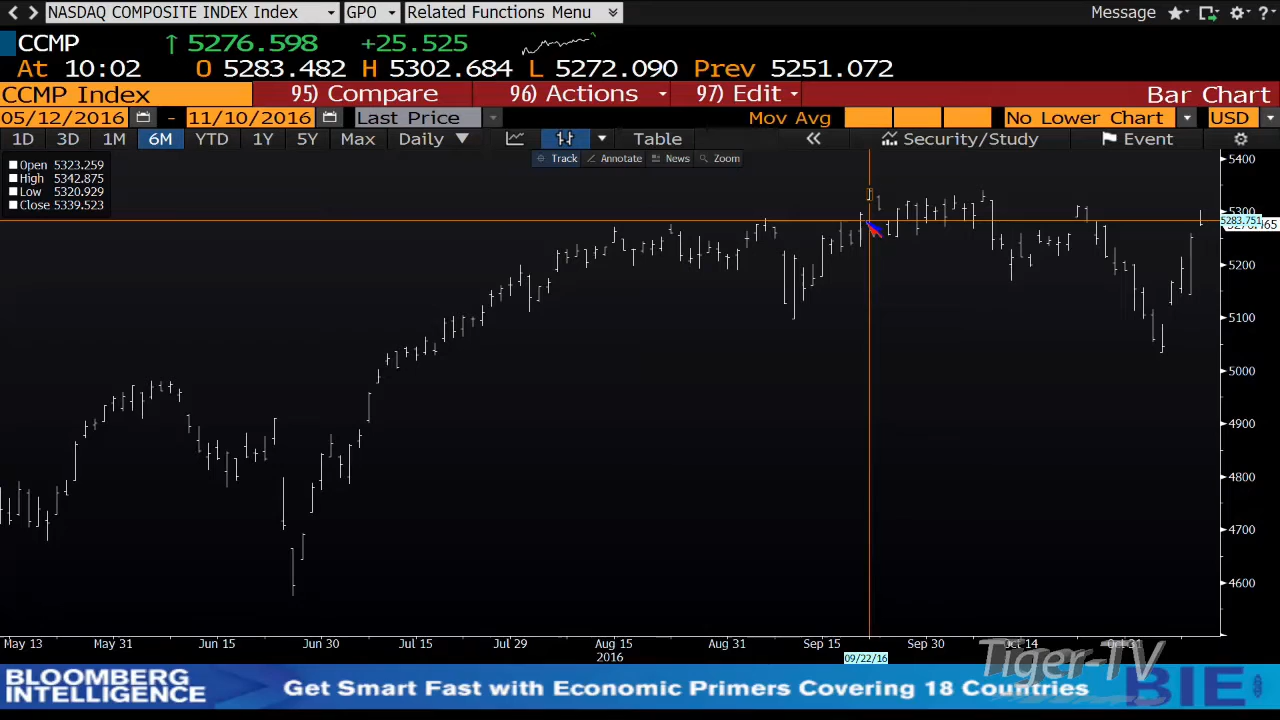 NASDAQ COMPOSITE INDEX Index GPO Related Functions Menu Message ?
CCMP 5276.598 +25.525
At 10:02 O 5283.482 H 5302.684 L 5272.090 Prev 5251.072
CCMP Index 95) Compare 96) Actions 97) Edit Bar Chart
05/12/2016 - 11/10/2016 Last Price Mov Avg No Lower Chart USD
1D 3D 1M 6M YTD 1Y 5Y Max Daily Table Security/Study Event
Track Annotate News Zoom
Open 5323.259
High 5342.875
Low 5320.929
Close 5339.523
5400
5300
5283.751
5200
5100
5000
4900
4800
4700
4600
May 13 May 31 Jun 15 Jun 30 Jul 15 Jul 29 Aug 15 Aug 31 Sep 15 Sep 30 Oct 14 Oct 31
2016 09/22/16
Tiger-TV
BLOOMBERG
INTELLIGENCE
Get Smart Fast with Economic Primers Covering 18 Countries